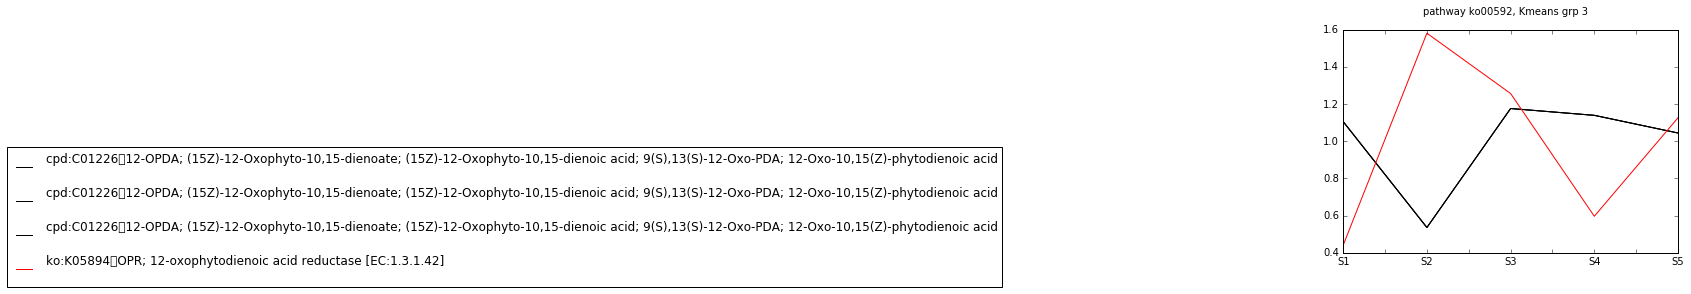 pathway ko00592, Kmeans grp 3
1.6
1.4
1.2
1.0
0.8
0.6
0.4
S1 S2 S3 S4 S5
cpd:C01226▯12-OPDA; (15Z)-12-Oxophyto-10,15-dienoate; (15Z)-12-Oxophyto-10,15-dienoic acid; 9(S),13(S)-12-Oxo-PDA; 12-Oxo-10,15(Z)-phytodienoic acid
cpd:C01226▯12-OPDA; (15Z)-12-Oxophyto-10,15-dienoate; (15Z)-12-Oxophyto-10,15-dienoic acid; 9(S),13(S)-12-Oxo-PDA; 12-Oxo-10,15(Z)-phytodienoic acid
cpd:C01226▯12-OPDA; (15Z)-12-Oxophyto-10,15-dienoate; (15Z)-12-Oxophyto-10,15-dienoic acid; 9(S),13(S)-12-Oxo-PDA; 12-Oxo-10,15(Z)-phytodienoic acid
ko:K05894▯OPR; 12-oxophytodienoic acid reductase [EC:1.3.1.42]